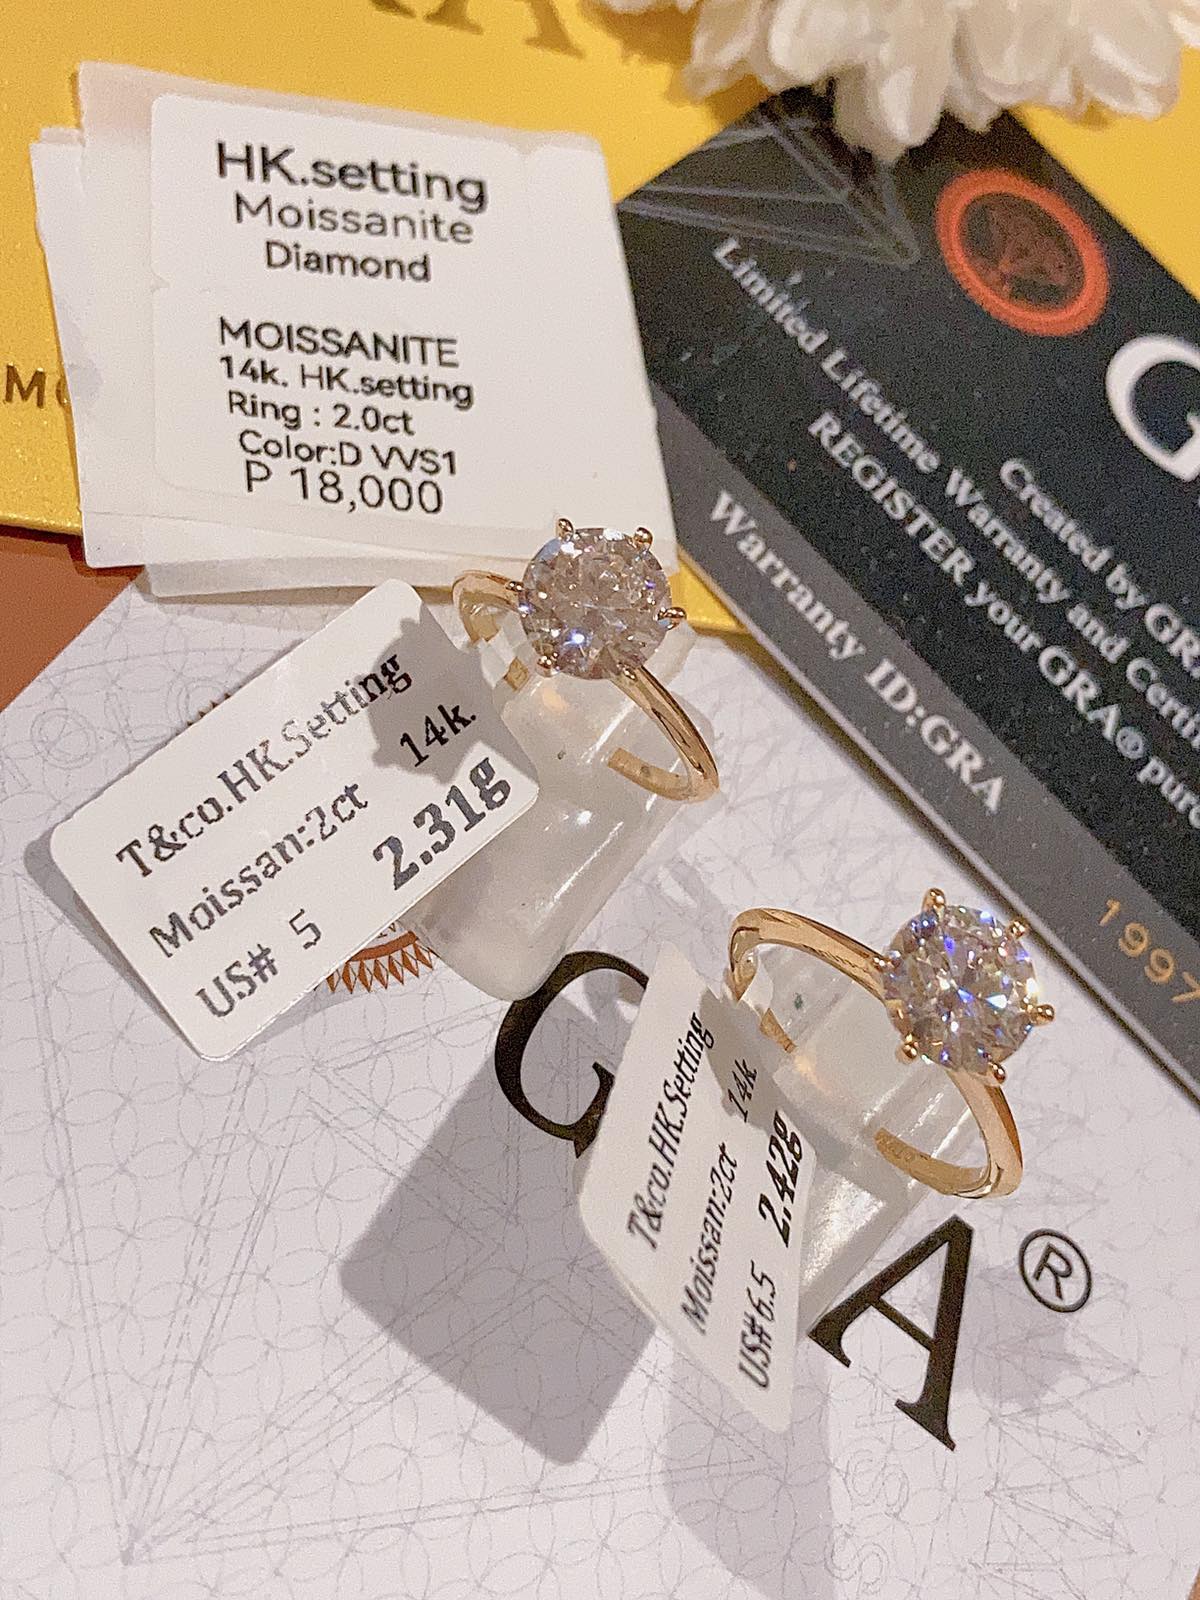 HK.setting
Moissanite
Diamond
MOISSANITE
14k. HK.setting
Ring : 2.0ct
Color:D VVS1
P 18,000
G
Created by GRA
Limited Lifetime Warranty and Certif
REGISTER your GRA® pur
Warranty ID:GRA
1997
T&co.HK.Setting
Moissan:2ct 14k.
2.31g
US# 5
T&co.HK.Setting
Moissan:2ct 14k
2.42g
US#6.5
G A ®